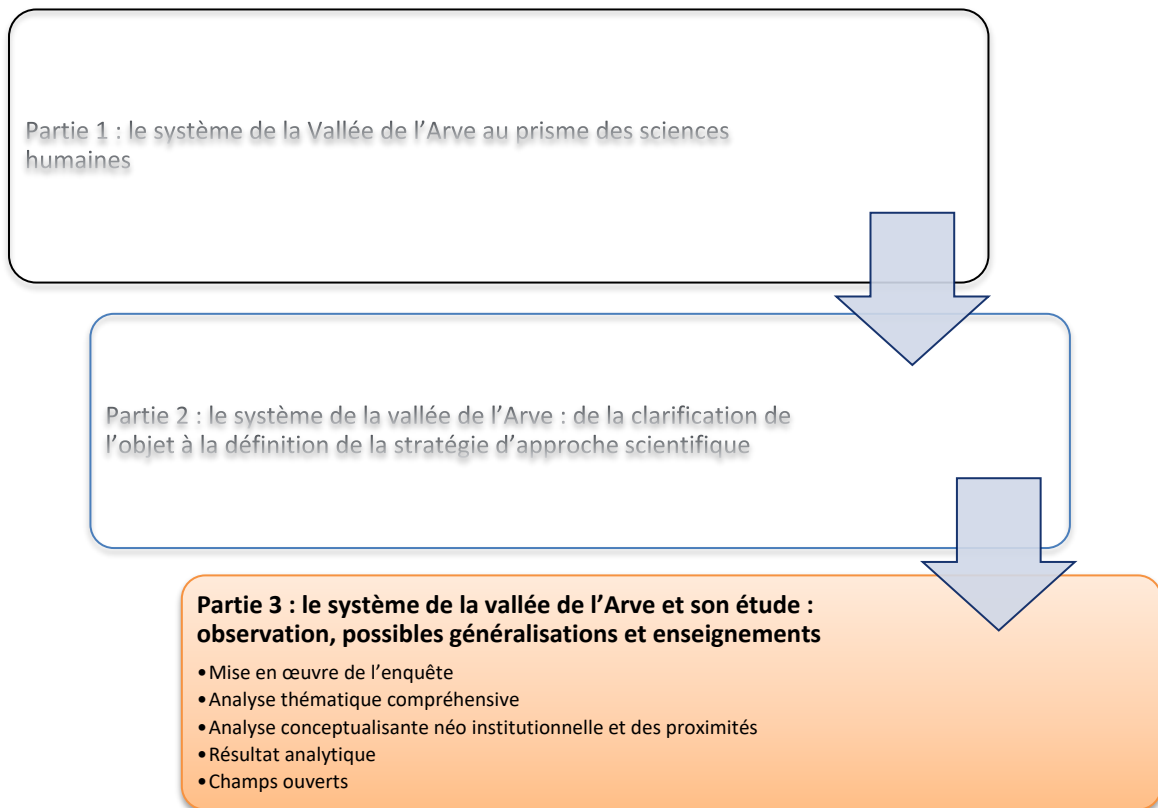 Partie 1 : le système de la Vallée de l'Arve au prisme des sciences
humaines
Partie 2 : le système de la vallée de l'Arve : de la clarification de
l'objet à la définition de la stratégie d'approche scientifique
Partie 3 : le système de la vallée de l'Arve et son étude :
observation, possibles généralisations et enseignements
•Mise en œuvre de l'enquête
•Analyse thématique compréhensive
•Analyse conceptualisante néo institutionnelle et des proximités
•Résultat analytique
•Champs ouverts